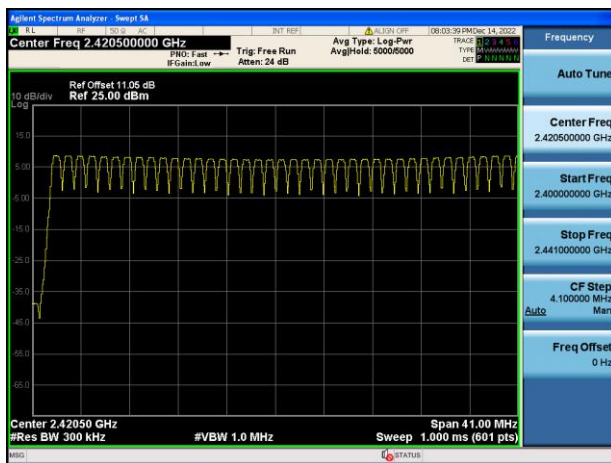 Agilent Spectrum Analyzer - Swept SA
RL RF 50 Ω AC INT REF ALIGN OFF 08:03:39 PM Dec 14, 2022
Center Freq 2.420500000 GHz
PNO: Fast
IFGain:Low
Trig: Free Run
Atten: 24 dB
Avg Type: Log-Pwr
Avg|Hold: 5000/5000
TRACE 1 2 3 4 5 6
TYPE MWWWWW
DET P N N N N N
Frequency
Auto Tune
Center Freq
2.420500000 GHz
Start Freq
2.400000000 GHz
Stop Freq
2.441000000 GHz
CF Step
4.100000 MHz
Auto Man
Freq Offset
0 Hz
Ref Offset 11.05 dB
10 dB/div Ref 25.00 dBm
Log
15.0
5.00
-5.00
-15.0
-25.0
-35.0
-45.0
-55.0
-65.0
Center 2.42050 GHz Span 41.00 MHz
#Res BW 300 kHz #VBW 1.0 MHz Sweep 1.000 ms (601 pts)
MSG STATUS